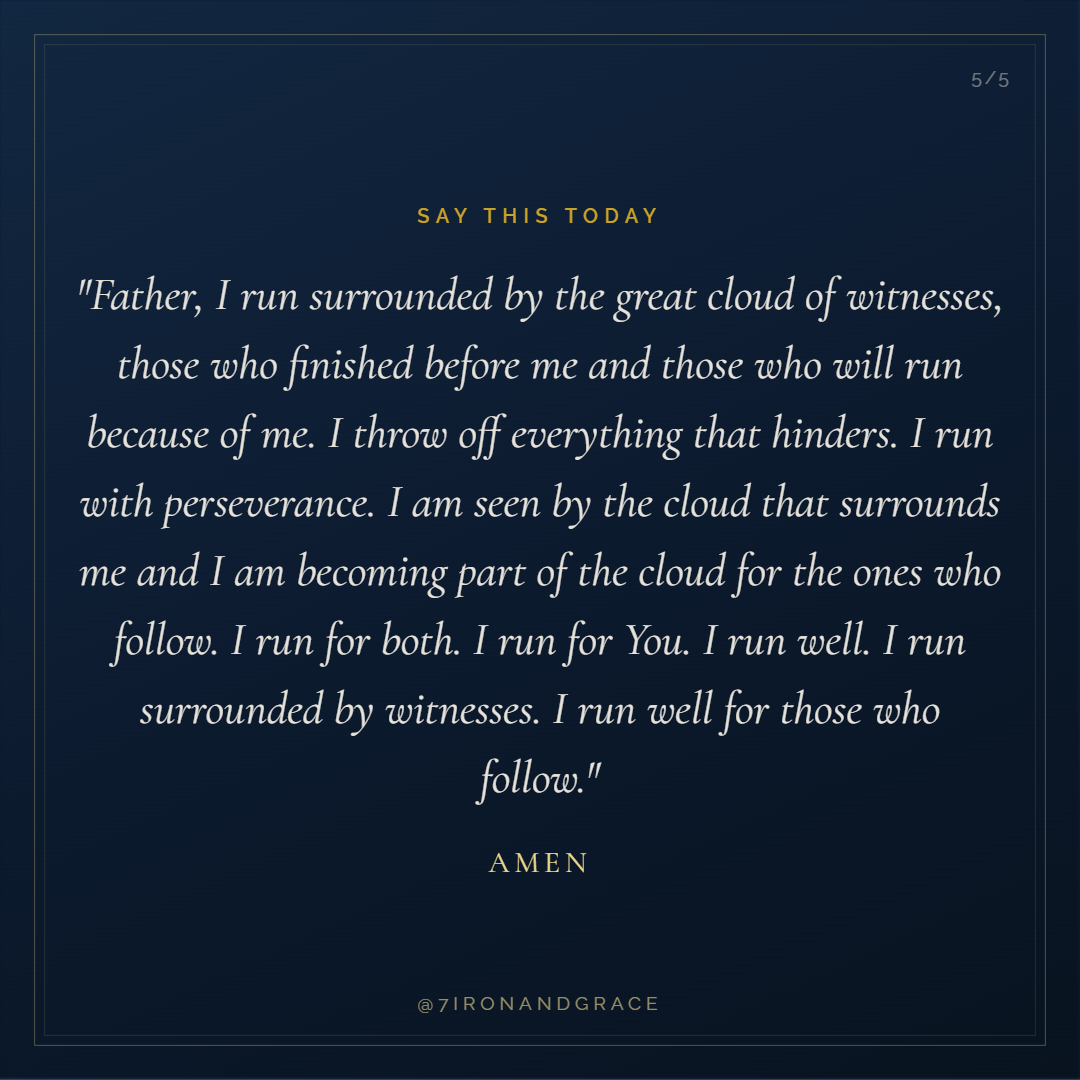 5/5
SAY THIS TODAY
"Father, I run surrounded by the great cloud of witnesses,
those who finished before me and those who will run
because of me. I throw off everything that hinders. I run
with perseverance. I am seen by the cloud that surrounds
me and I am becoming part of the cloud for the ones who
follow. I run for both. I run for You. I run well. I run
surrounded by witnesses. I run well for those who
follow."
AMEN
@7IRONANDGRACE